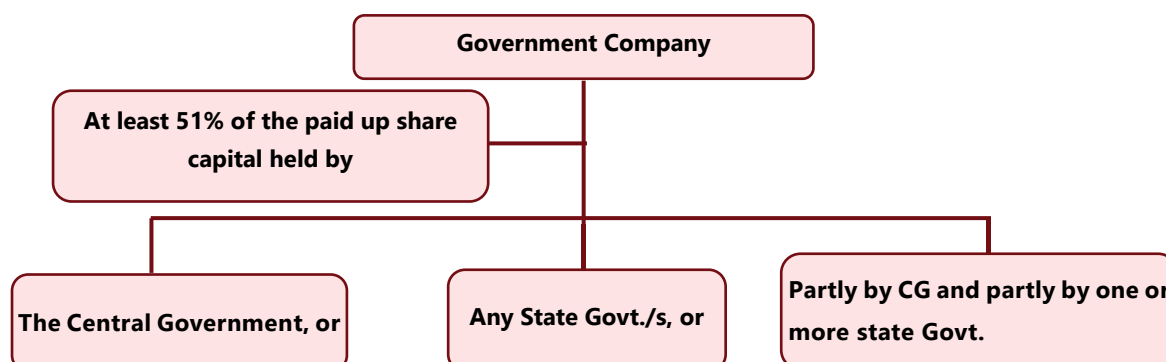 Government Company
At least 51% of the paid up share
capital held by
The Central Government, or
Any State Govt./s, or
Partly by CG and partly by one or
more state Govt.